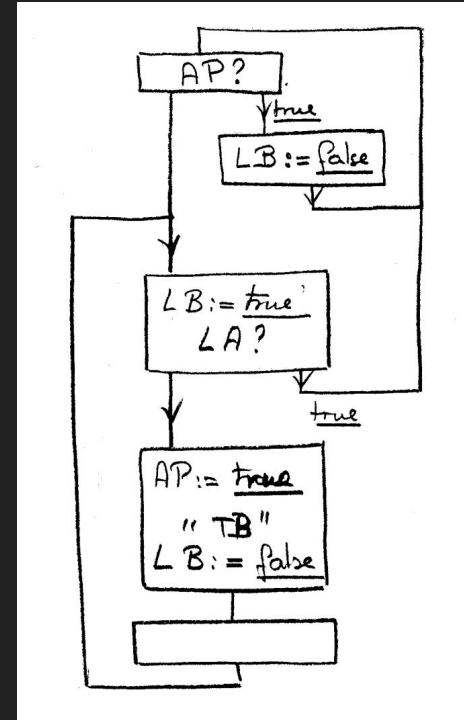 AP?
true
LB := false
LB := true
LA?
true
AP := true
" TB "
LB := false